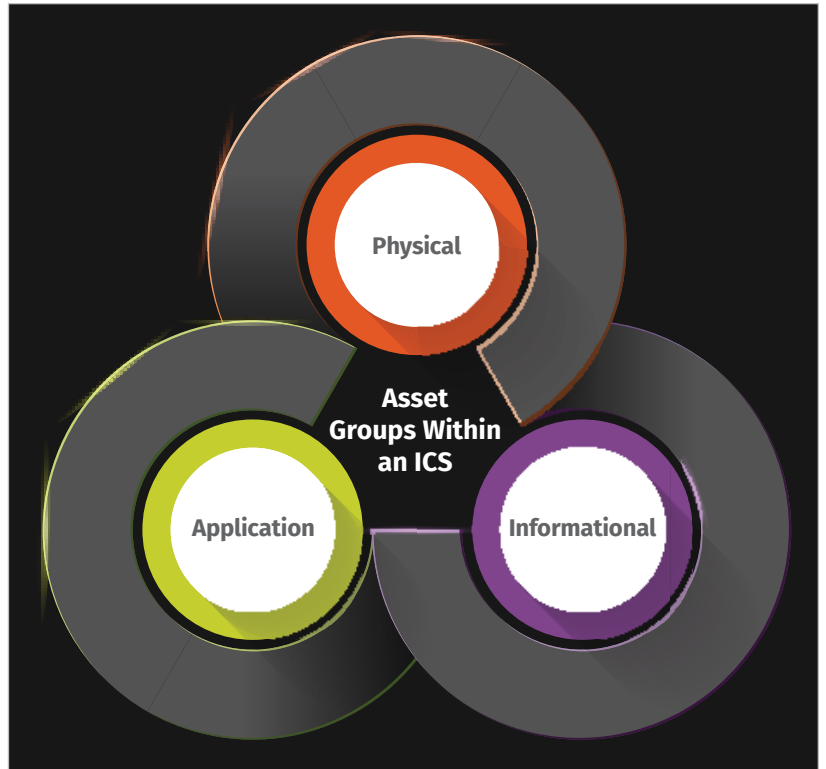 Physical
Asset
Groups Within
an ICS
Application
Informational